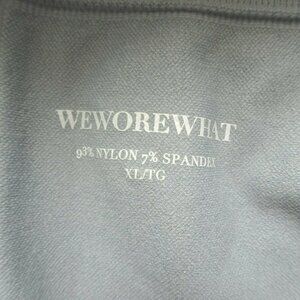 WEWOREWHAT
93% NYLON 7% SPANDEX
XL/TG